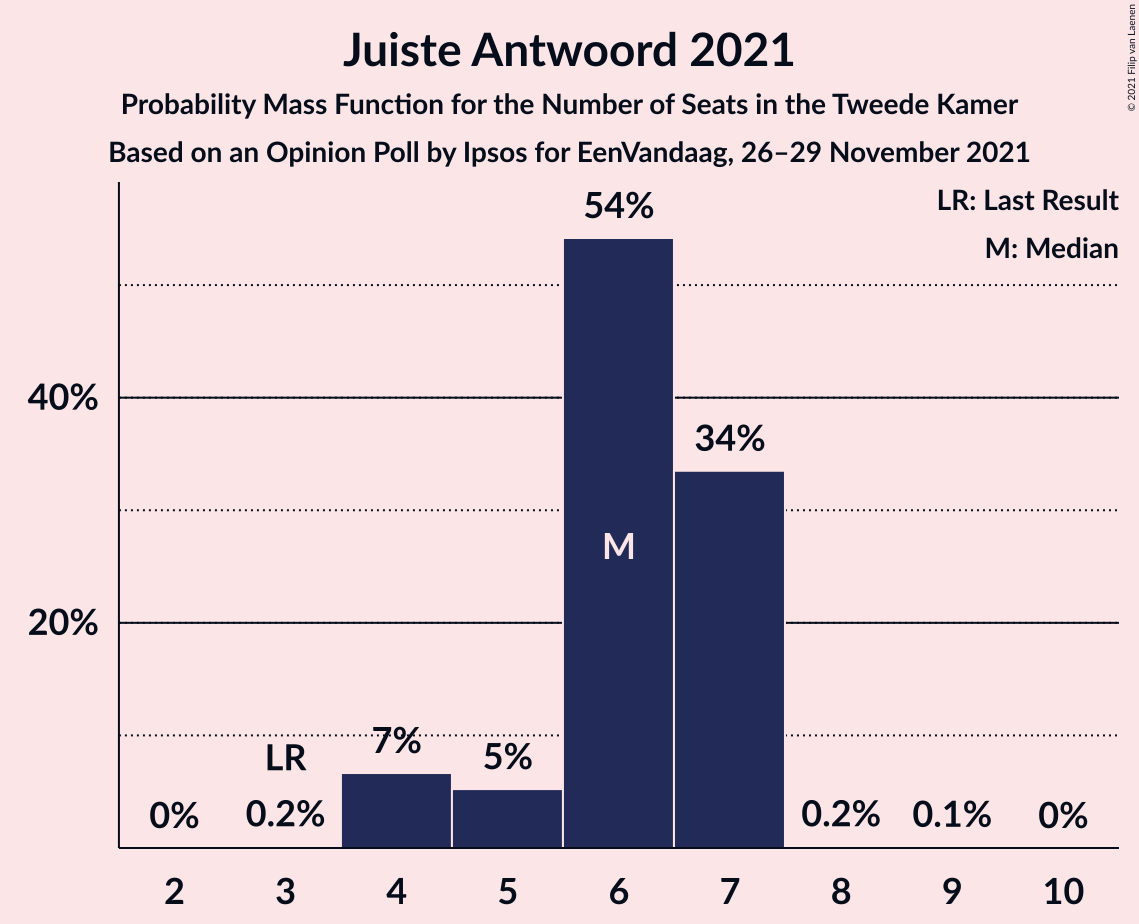 Juiste Antwoord 2021
Probability Mass Function for the Number of Seats in the Tweede Kamer
Based on an Opinion Poll by Ipsos for EenVandaag, 26–29 November 2021
© 2021 Filip van Laenen
LR: Last Result
M: Median
54%
40%
34%
M
20%
7%
5%
LR
0%
0.2%
0.2%
0.1%
0%
2 3 4 5 6 7 8 9 10